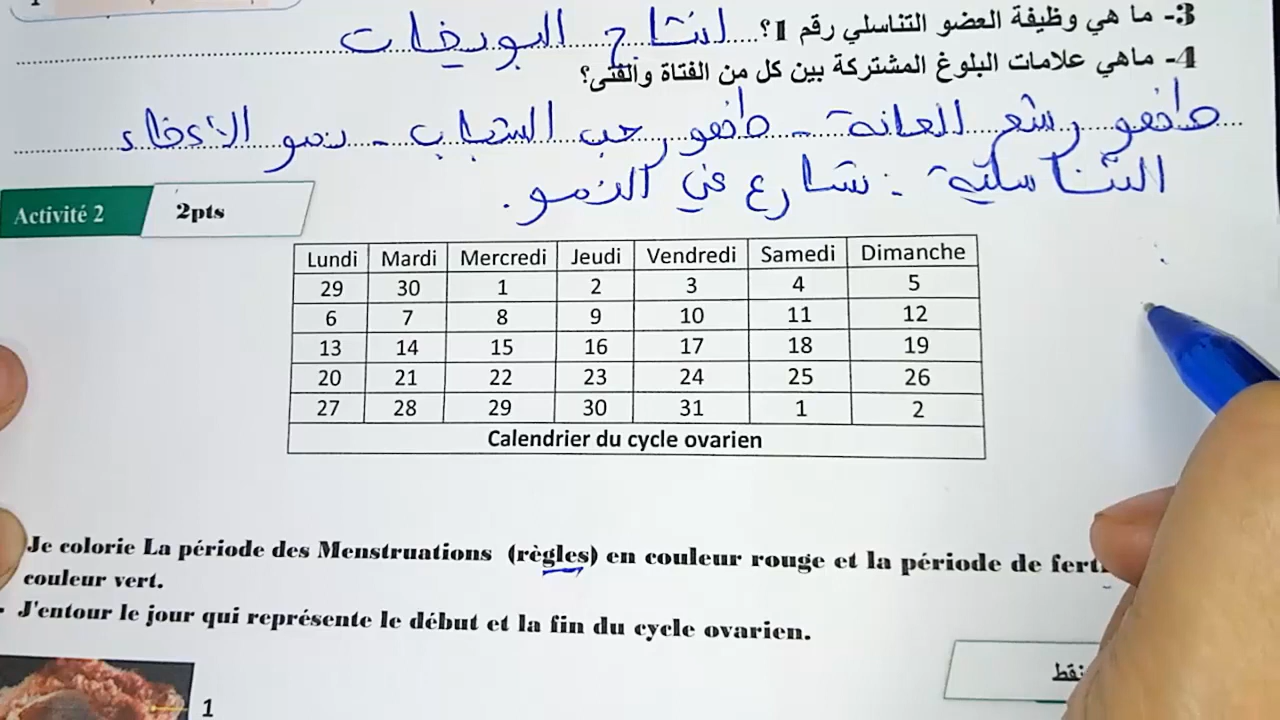 3- ما هي وظيفة العضو التناسلي رقم 1؟ انتاج البويضات
4- ماهي علامات البلوغ المشتركة بين كل من الفتاة والفتى؟
ظهور شعر العانة - ظهور حب الشباب - نمو الأعضاء
التناسلية - تسارع في النمو.
Activité 2 2pts
Lundi Mardi Mercredi Jeudi Vendredi Samedi Dimanche
29 30 1 2 3 4 5
6 7 8 9 10 11 12
13 14 15 16 17 18 19
20 21 22 23 24 25 26
27 28 29 30 31 1 2
Calendrier du cycle ovarien
Je colorie La période des Menstruations (règles) en couleur rouge et la période de
couleur vert.
J'entour le jour qui représente le début et la fin du cycle ovarien.
نقط
1